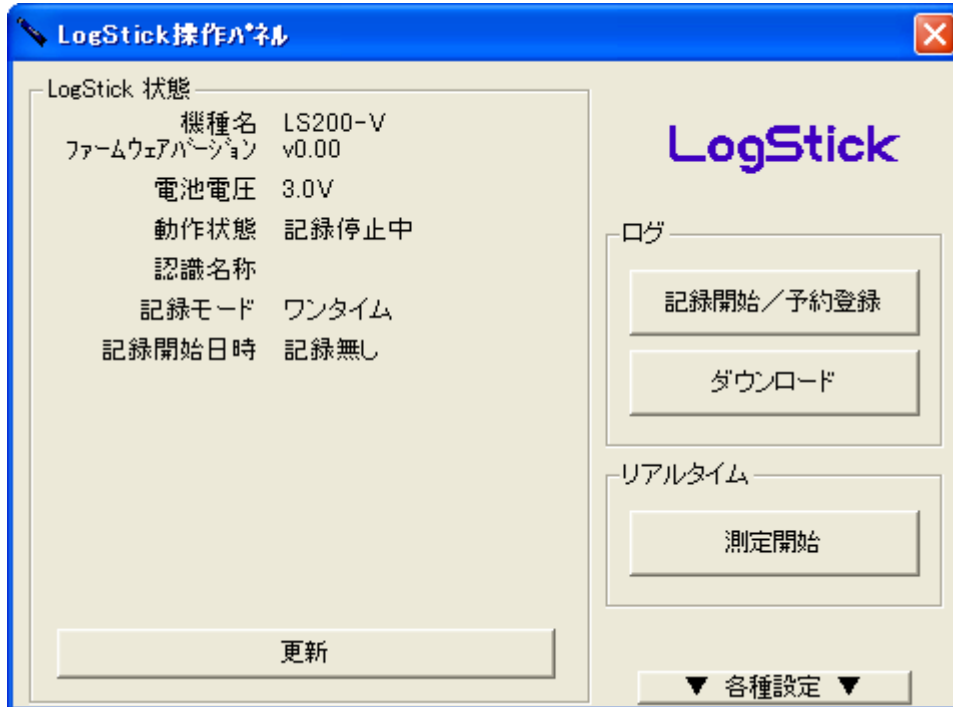 LogStick操作ﾊﾟﾈﾙ
LogStick 状態
機種名 LS200-V
ﾌｧｰﾑｳｪｱﾊﾞｰｼﾞｮﾝ v0.00
電池電圧 3.0V
動作状態 記録停止中
認識名称
記録モード ワンタイム
記録開始日時 記録無し
更新
LogStick
ログ
記録開始／予約登録
ダウンロード
リアルタイム
測定開始
▼ 各種設定 ▼